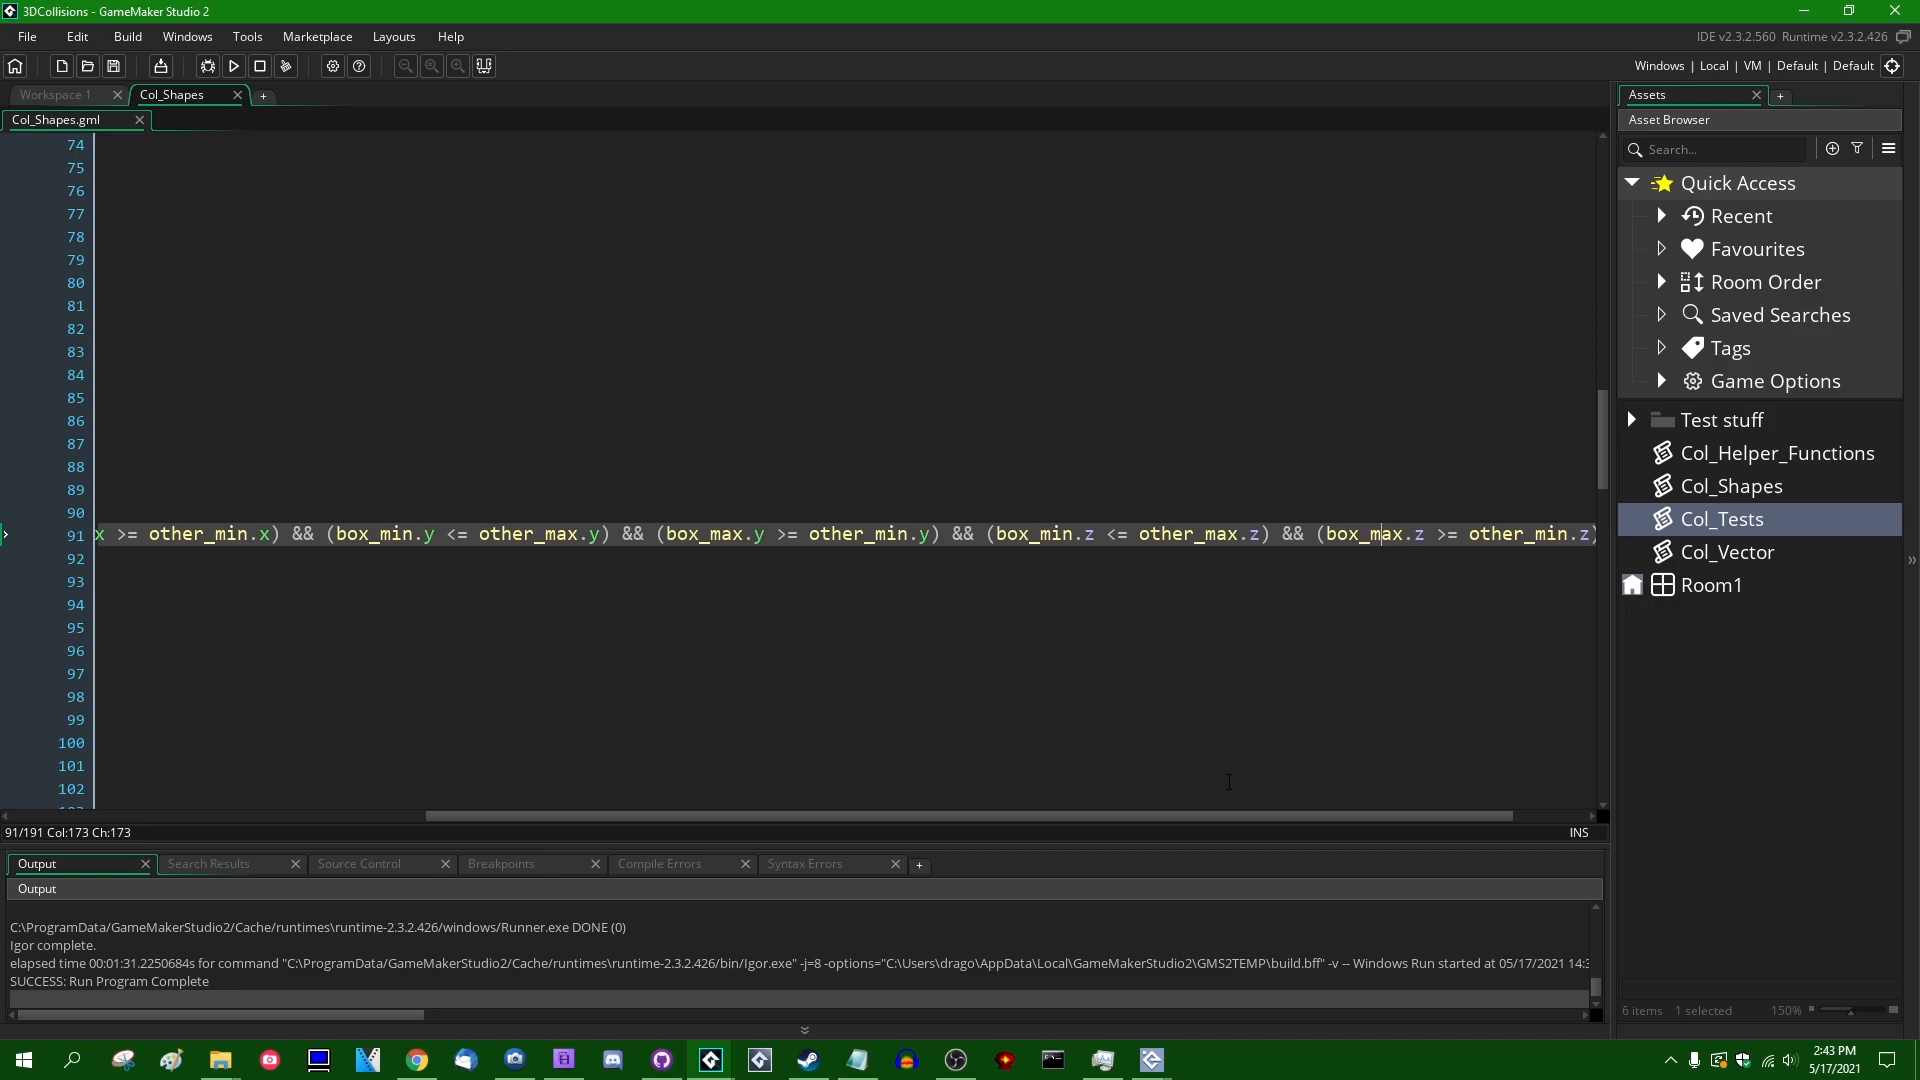 3DCollisions - GameMaker Studio 2
File Edit Build Windows Tools Marketplace Layouts Help
IDE v2.3.2.560 Runtime v2.3.2.426
Windows | Local | VM | Default | Default
Workspace 1
Col_Shapes
Col_Shapes.gml
74
75
76
77
78
79
80
81
82
83
84
85
86
87
88
89
90
91 x >= other_min.x) && (box_min.y <= other_max.y) && (box_max.y >= other_min.y) && (box_min.z <= other_max.z) && (box_max.z >= other_min.z)
92
93
94
95
96
97
98
99
100
101
102
91/191 Col:173 Ch:173
INS
Output Search Results Source Control Breakpoints Compile Errors Syntax Errors
Output
C:\ProgramData/GameMakerStudio2/Cache/runtimes\runtime-2.3.2.426/windows/Runner.exe DONE (0)
Igor complete.
elapsed time 00:01:31.2250684s for command "C:\ProgramData/GameMakerStudio2/Cache/runtimes\runtime-2.3.2.426/bin/Igor.exe" -j=8 -options="C:\Users\drago\AppData\Local\GameMakerStudio2\GMS2TEMP\build.bff" -v -- Windows Run started at 05/17/2021 14:3
SUCCESS: Run Program Complete
Assets
Asset Browser
Search...
Quick Access
Recent
Favourites
Room Order
Saved Searches
Tags
Game Options
Test stuff
Col_Helper_Functions
Col_Shapes
Col_Tests
Col_Vector
Room1
6 items 1 selected 150%
2:43 PM
5/17/2021